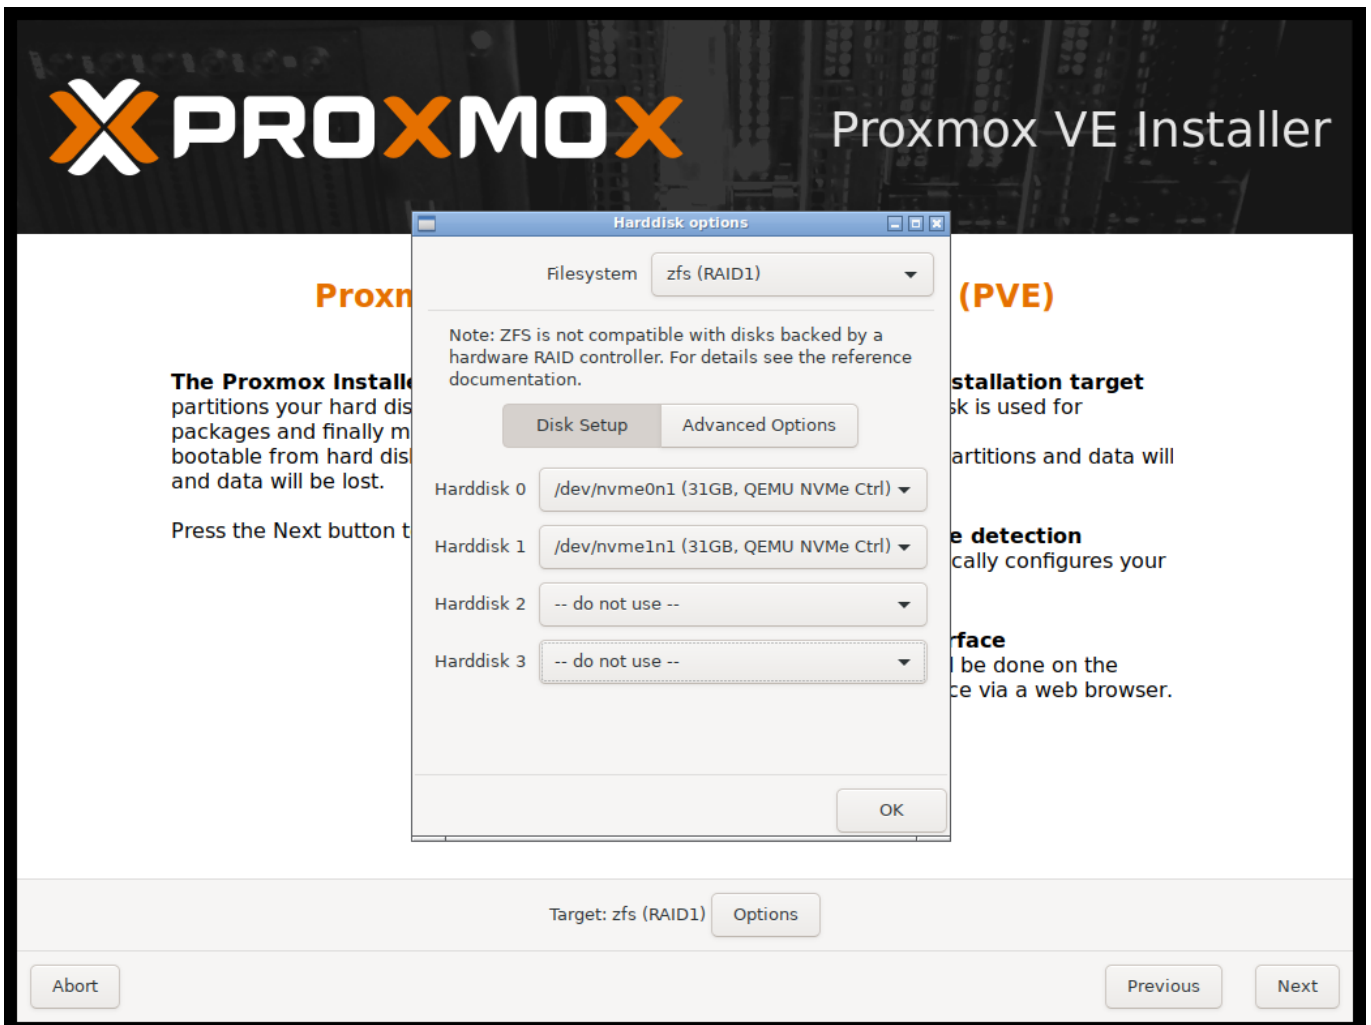 PROXMOX
Proxmox VE Installer
Harddisk options
Filesystem zfs (RAID1)
Proxm
(PVE)
Note: ZFS is not compatible with disks backed by a
hardware RAID controller. For details see the reference
documentation.
Disk Setup Advanced Options
Harddisk 0 /dev/nvme0n1 (31GB, QEMU NVMe Ctrl)
Harddisk 1 /dev/nvme1n1 (31GB, QEMU NVMe Ctrl)
Harddisk 2 -- do not use --
Harddisk 3 -- do not use --
OK
The Proxmox Installe
partitions your hard dis
packages and finally m
bootable from hard dis
and data will be lost.
Press the Next button t
stallation target
sk is used for
artitions and data will
e detection
cally configures your
rface
l be done on the
ce via a web browser.
Target: zfs (RAID1) Options
Abort Previous Next